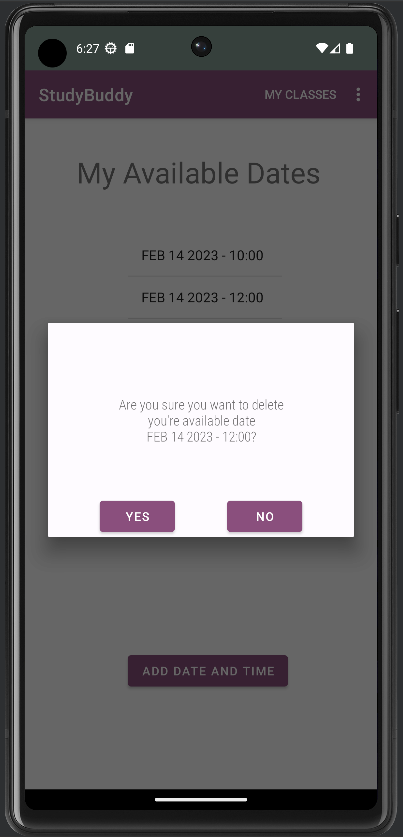 6:27
StudyBuddy MY CLASSES
My Available Dates
FEB 14 2023 - 10:00
FEB 14 2023 - 12:00
Are you sure you want to delete
you're available date
FEB 14 2023 - 12:00?
YES NO
ADD DATE AND TIME